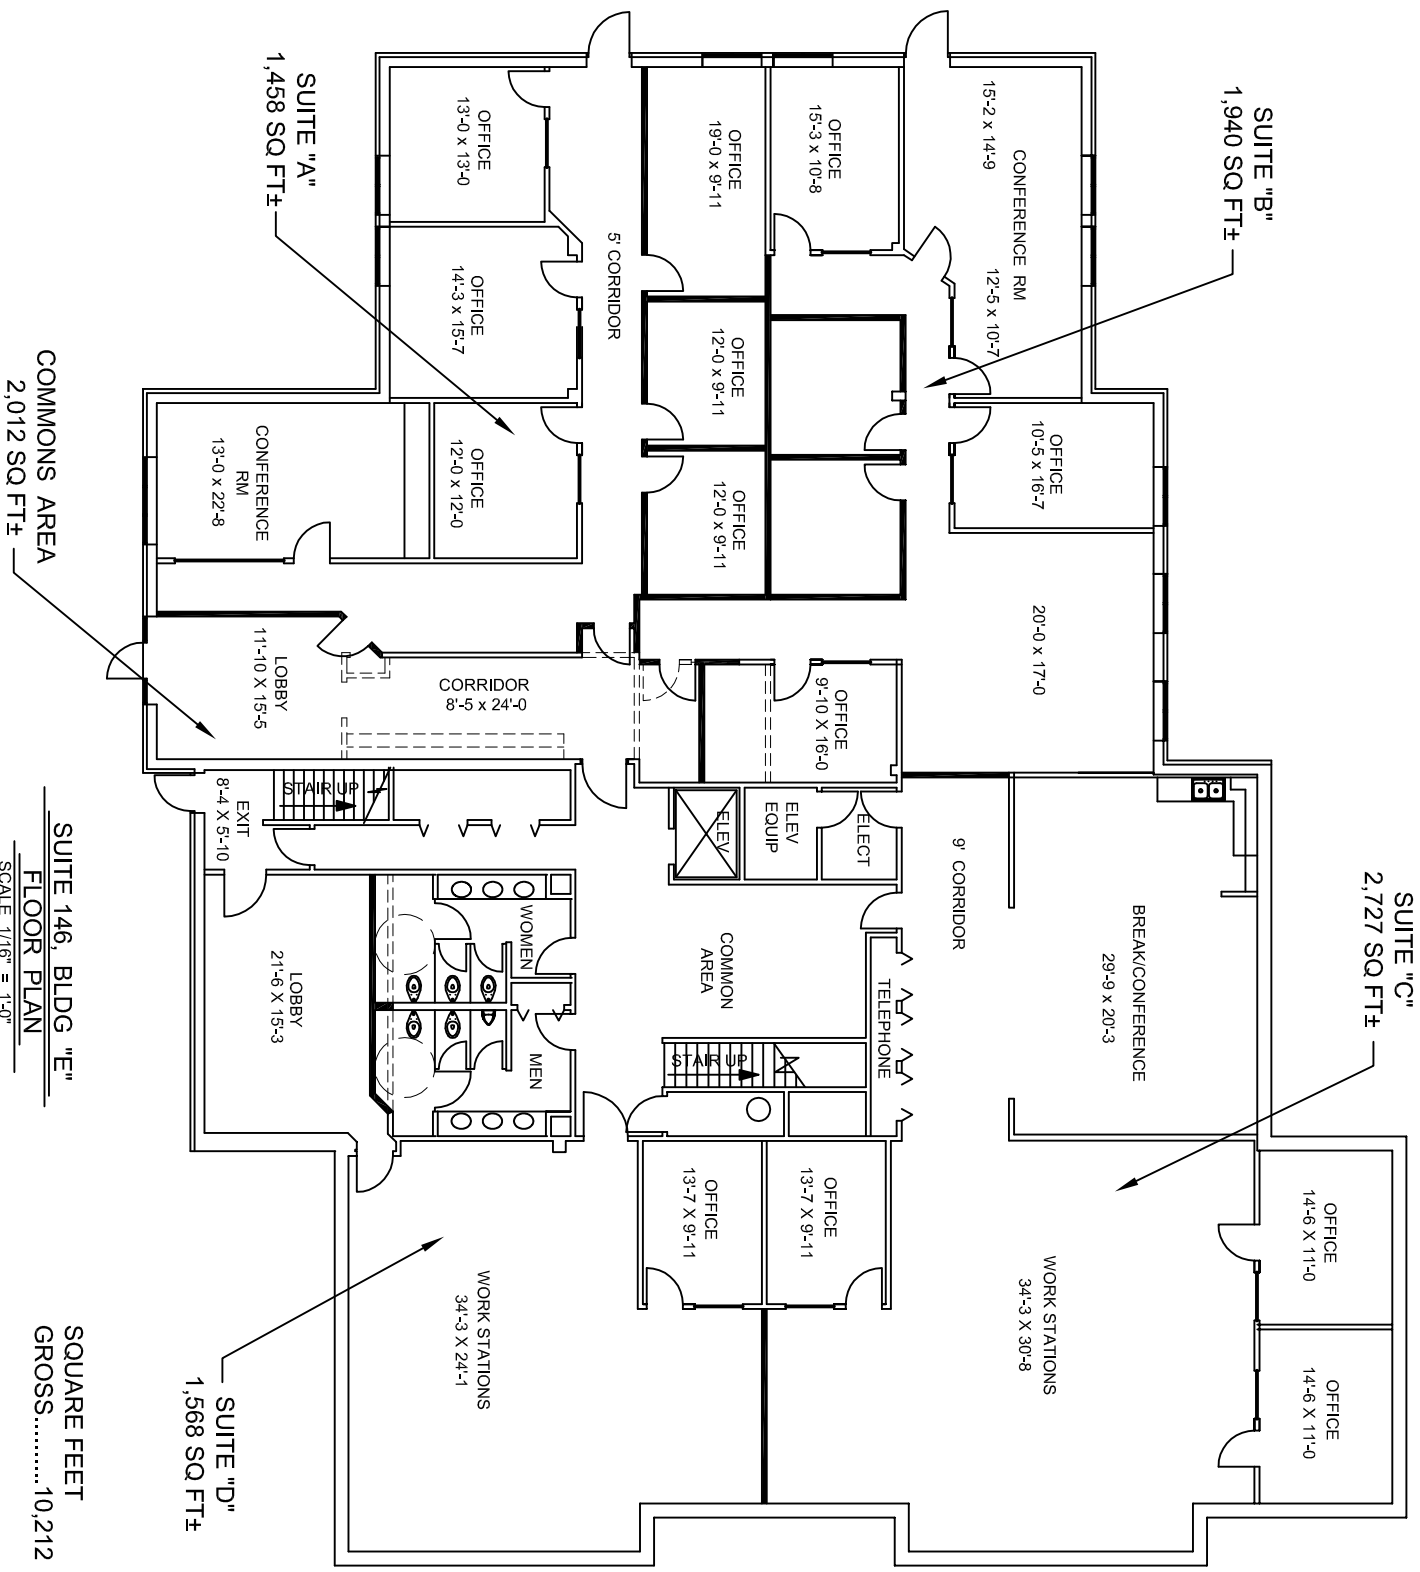 SUITE "A"
1,458 SQ FT±
SUITE "B"
1,940 SQ FT±
SUITE "C"
2,727 SQ FT±
SUITE "D"
1,568 SQ FT±
COMMONS AREA
2,012 SQ FT±
OFFICE
13'-0 x 13'-0
OFFICE
14'-3 x 15'-7
OFFICE
12'-0 x 12'-0
CONFERENCE
RM
13'-0 x 22'-8
5' CORRIDOR
OFFICE
19'-0 x 9'-11
OFFICE
12'-0 x 9'-11
OFFICE
12'-0 x 9'-11
OFFICE
15'-3 x 10'-8
15'-2 x 14'-9
CONFERENCE RM
12'-5 x 10'-7
OFFICE
10'-5 x 16'-7
20'-0 x 17'-0
OFFICE
9'-10 X 16'-0
LOBBY
11'-10 X 15'-5
CORRIDOR
8'-5 x 24'-0
EXIT
8'-4 X 5'-10
STAIR UP
ELEV
ELEV
EQUIP
ELECT
9' CORRIDOR
BREAK/CONFERENCE
29'-9 x 20'-3
COMMON
AREA
TELEPHONE
STAIR UP
WOMEN
MEN
LOBBY
21'-6 X 15'-3
OFFICE
13'-7 X 9'-11
OFFICE
13'-7 X 9'-11
OFFICE
14'-6 X 11'-0
OFFICE
14'-6 X 11'-0
WORK STATIONS
34'-3 X 30'-8
WORK STATIONS
34'-3 X 24'-1
SUITE 146, BLDG "E"
FLOOR PLAN
SCALE 1/16" = 1'-0"
SQUARE FEET
GROSS..........10,212